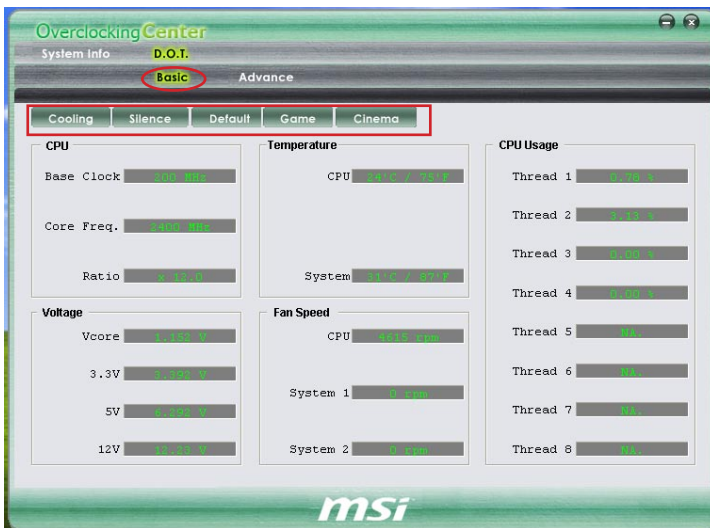 Overclocking Center
System Info D.O.T.
Basic Advance
Cooling Silence Default Game Cinema
CPU
Base Clock 200 MHz
Core Freq. 2400 MHz
Ratio x 12.0
Voltage
Vcore 1.152 V
3.3V 3.392 V
5V 6.292 V
12V 12.23 V
Temperature
CPU 24'C / 75'F
System 31'C / 87'F
Fan Speed
CPU 4615 rpm
System 1 0 rpm
System 2 0 rpm
CPU Usage
Thread 1 0.78 %
Thread 2 3.13 %
Thread 3 0.00 %
Thread 4 0.00 %
Thread 5 NA.
Thread 6 NA.
Thread 7 NA.
Thread 8 NA.
msi